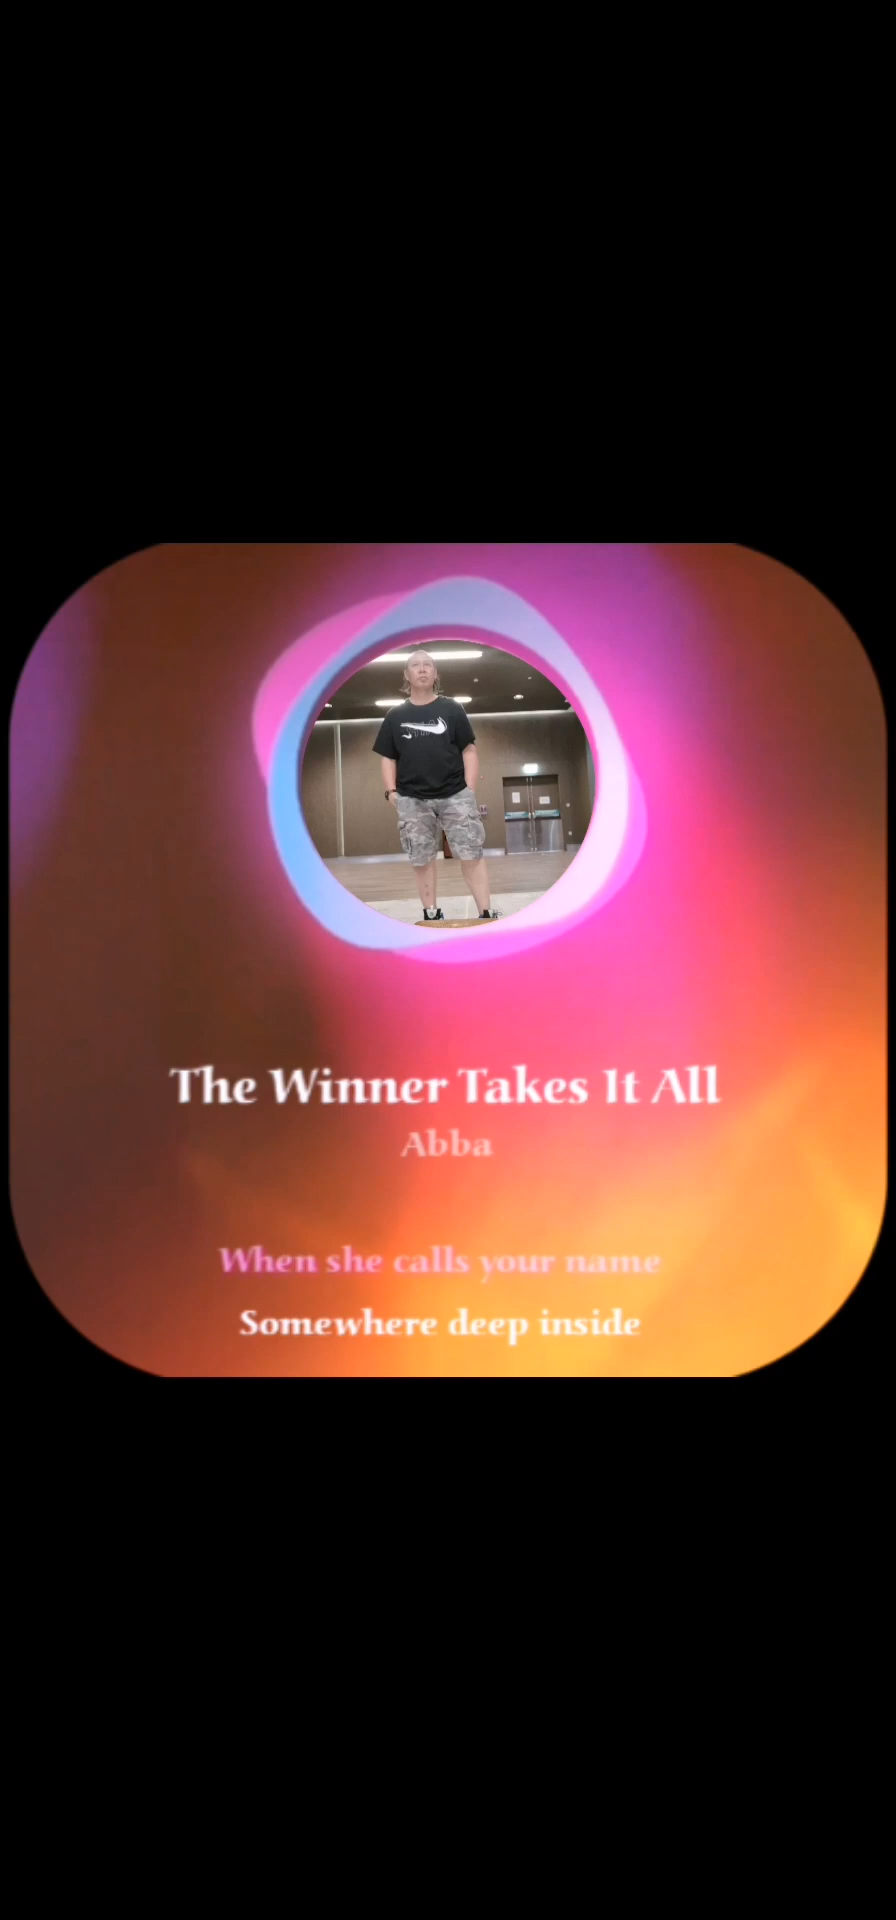 The Winner Takes It All
Abba
When she calls your name
Somewhere deep inside